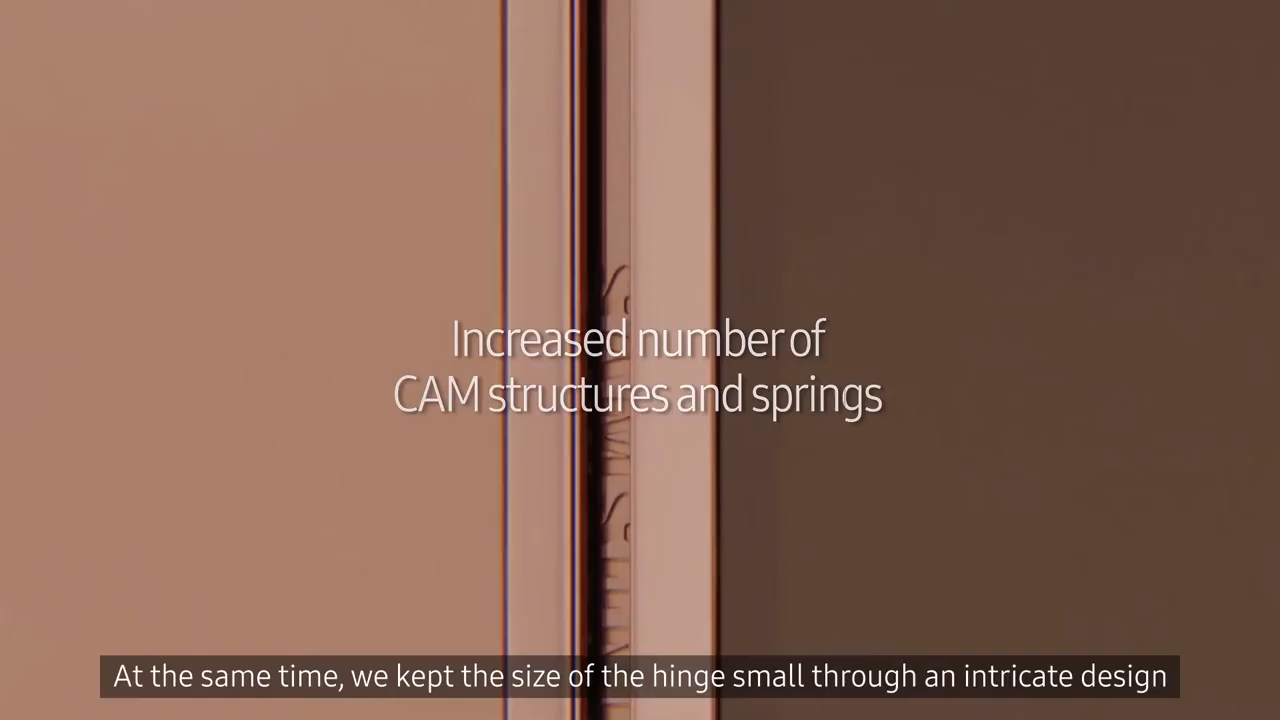 Increased number of
CAM structures and springs
At the same time, we kept the size of the hinge small through an intricate design